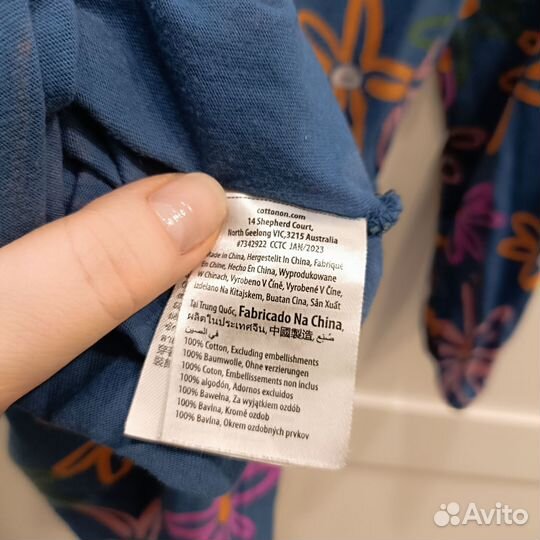 cottonon.com
14 Shepherd Court,
North Geelong VIC,3215 Australia
#7342922 CCTC JAN/2023
Made in China, Hergestellt In China, Fabriqué
En Chine, Hecho En China, Wyprodukowane
W Chinach, Vyrobeno V Číně, Vyrobené V Číne,
Izdelano Na Kitajskem, Buatan Cina, Sản Xuất
Tại Trung Quốc, Fabricado Na China,
ผลิตในประเทศจีน, 中國製造, صنع
في الصين
100% Cotton, Excluding embellishments
100% Baumwolle, Ohne verzierungen
100% Coton, Embellissements non inclus
100% algodón, Adornos excluidos
100% Bawełna, Za wyjątkiem ozdób
100% Bavlna, Kromě ozdob
100% Bavlna, Okrem ozdobných prvkov
Avito